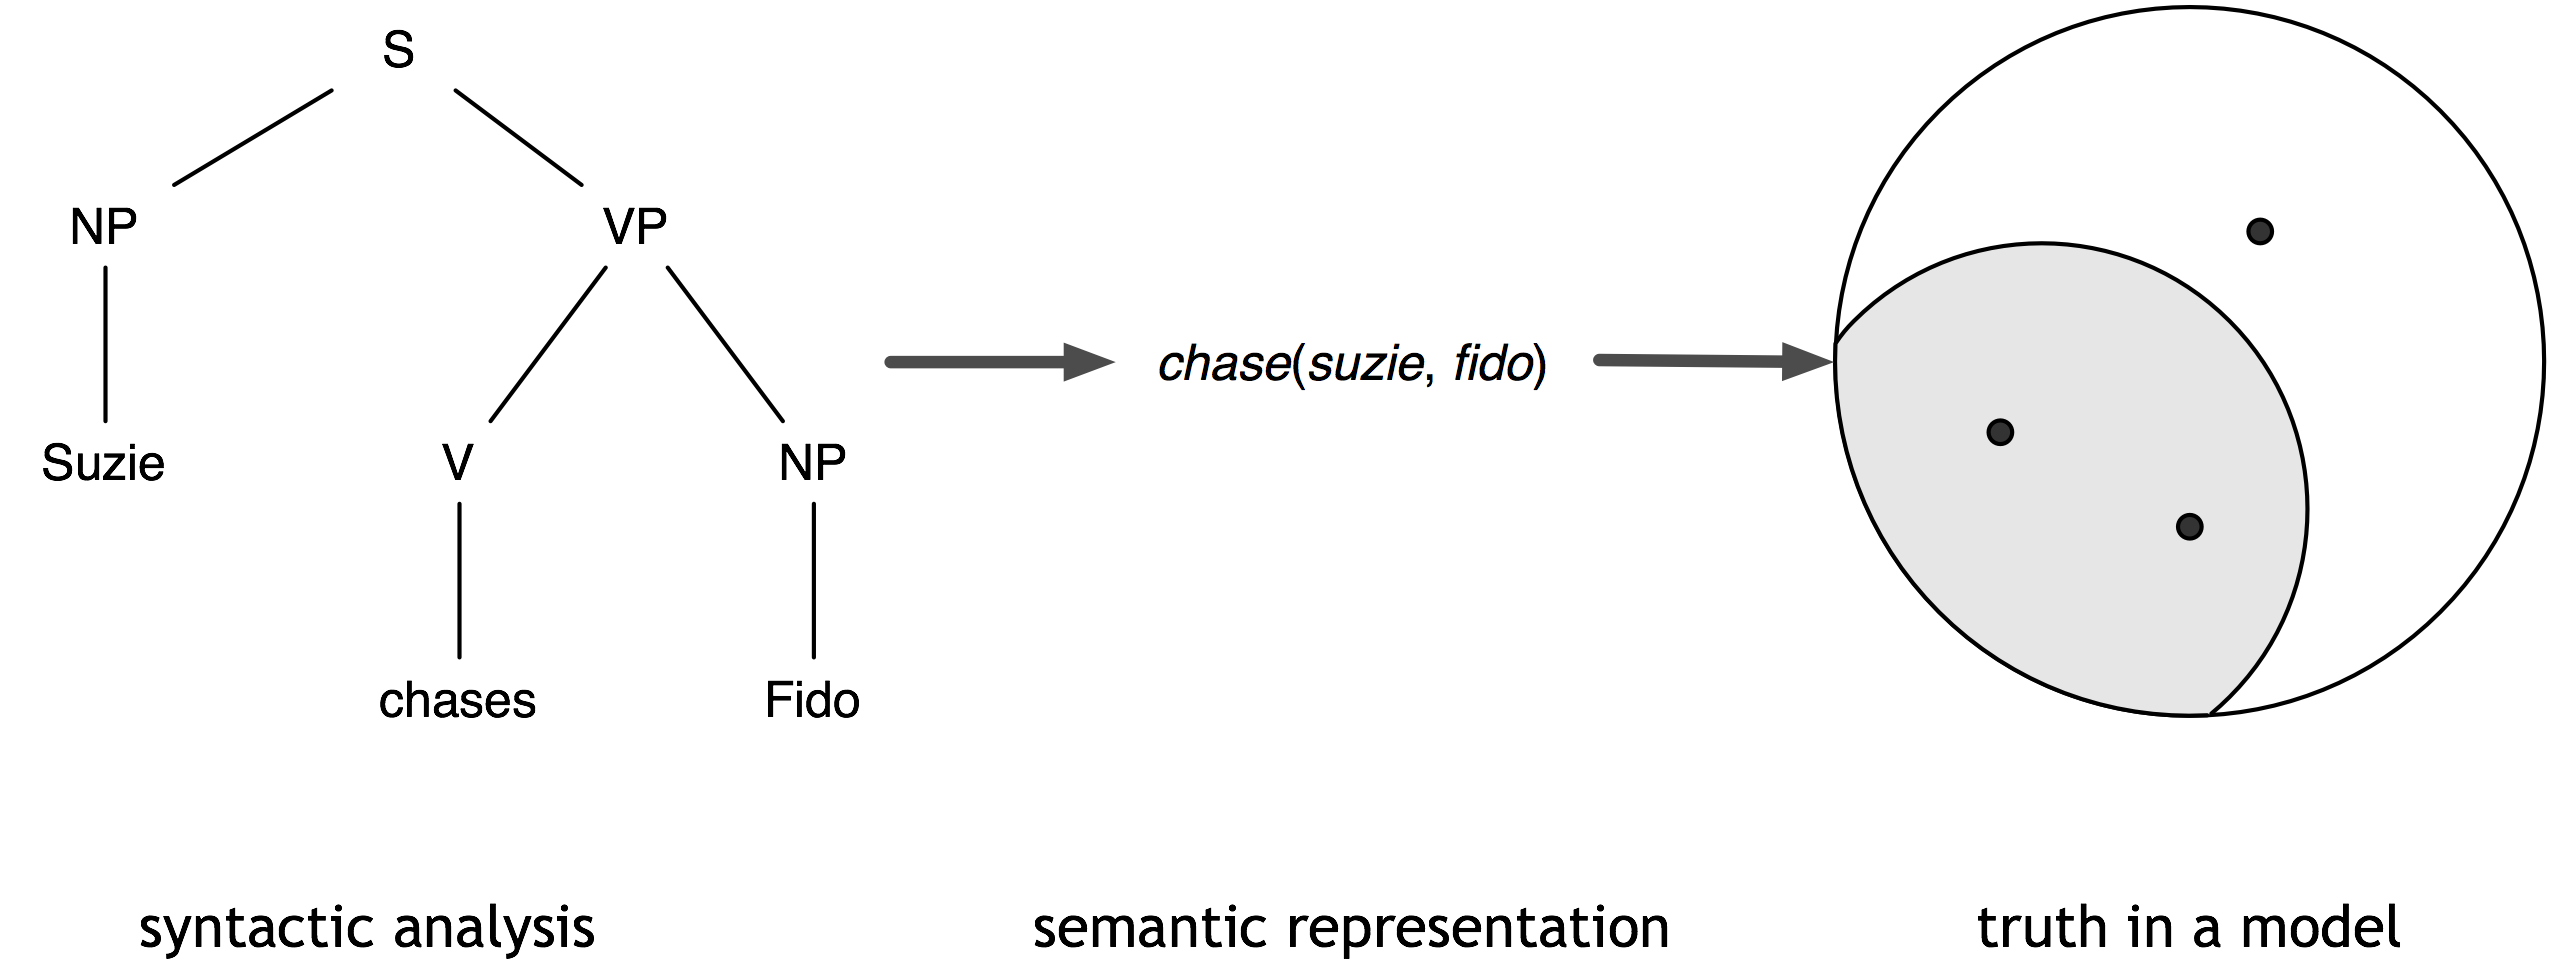 S
NP VP
Suzie V NP
chases Fido
chase(suzie, fido)
syntactic analysis
semantic representation
truth in a model